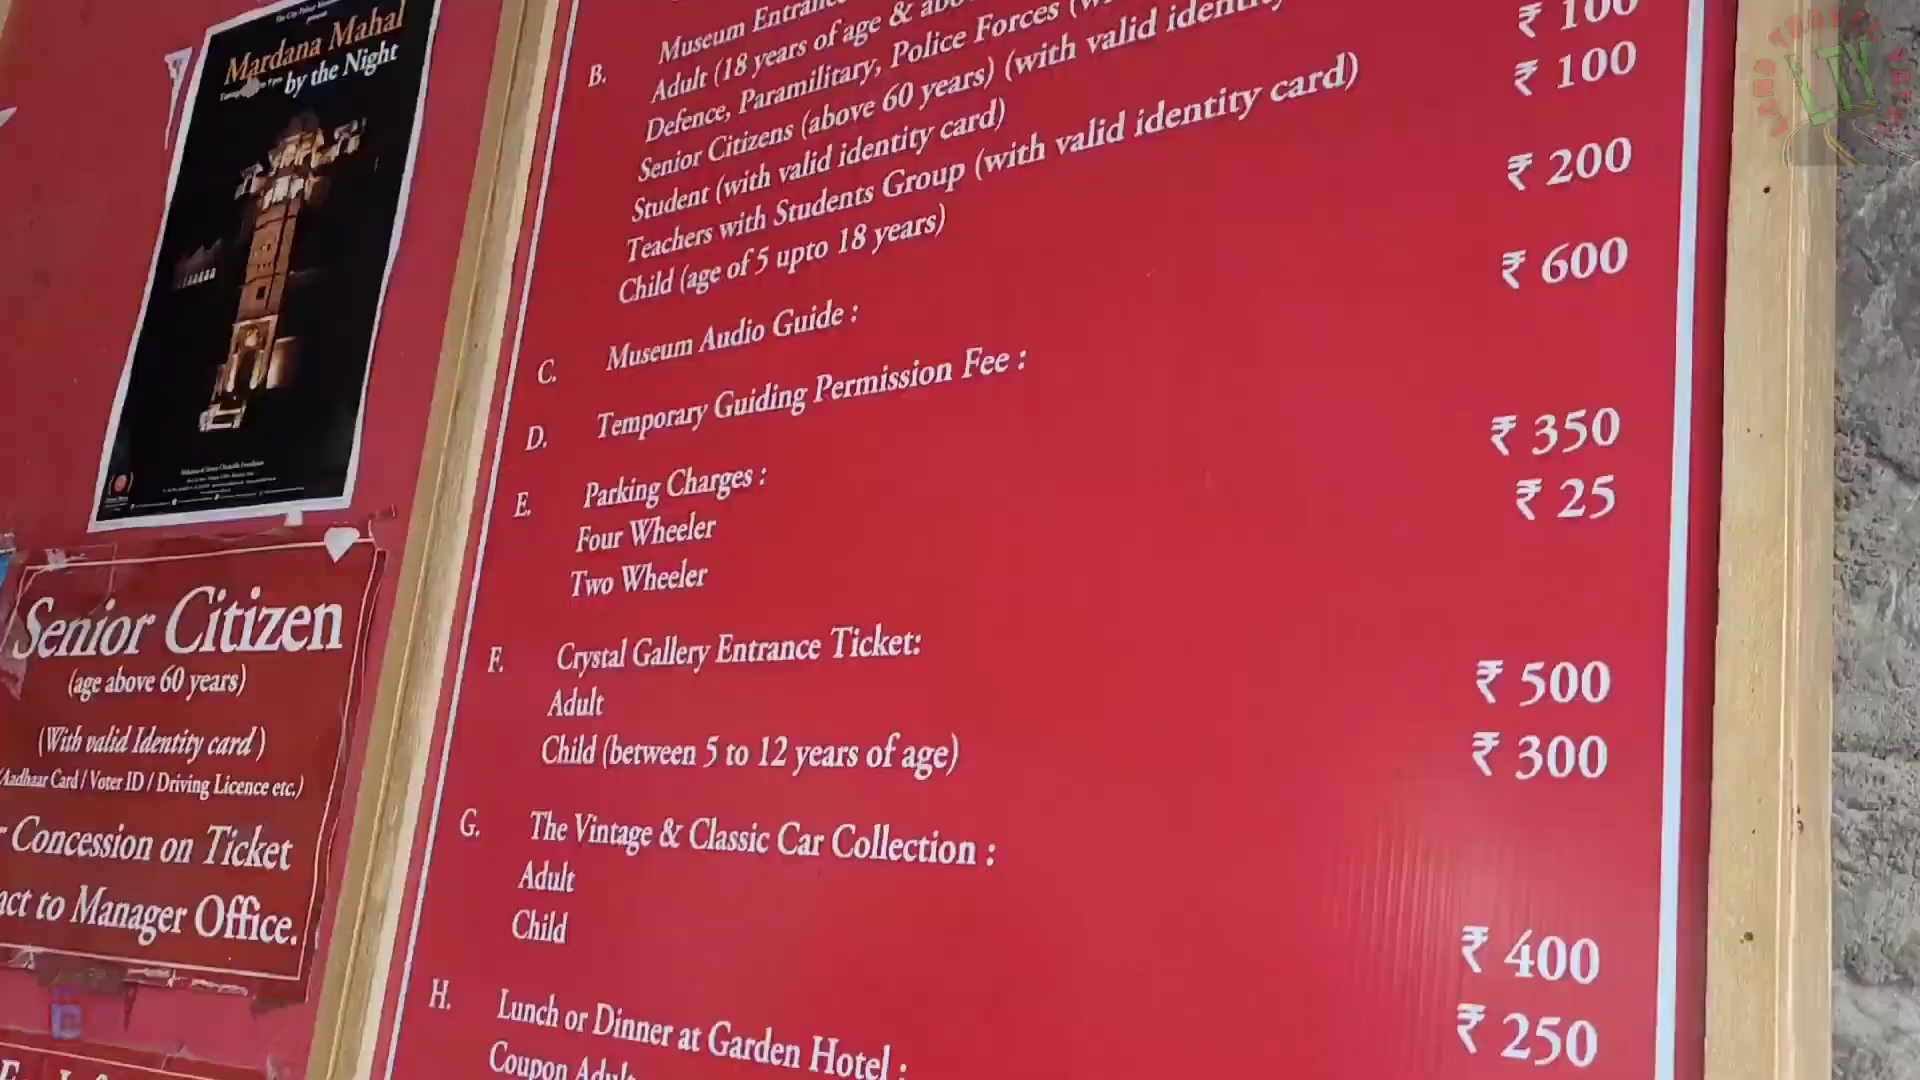 Mardana Mahal
by the Night
Senior Citizen
(age above 60 years)
(With valid Identity card )
Aadhaar Card / Voter ID / Driving Licence etc.)
Concession on Ticket
to Manager Office.
B. Museum
Adult (18 years of age &
Defence, Paramilitary, Police Forces
Senior Citizens (above 60 years) (with valid
Student (with valid identity card)
Teachers with Students Group (with valid identity card)
Child (age of 5 upto 18 years)
₹ 100
₹ 100
C. Museum Audio Guide :
₹ 200
D. Temporary Guiding Permission Fee :
₹ 600
E. Parking Charges :
Four Wheeler ₹ 350
Two Wheeler ₹ 25
F. Crystal Gallery Entrance Ticket:
Adult ₹ 500
Child (between 5 to 12 years of age) ₹ 300
G. The Vintage & Classic Car Collection :
Adult ₹ 400
Child ₹ 250
H. Lunch or Dinner at Garden Hotel :
Coupon
LTV